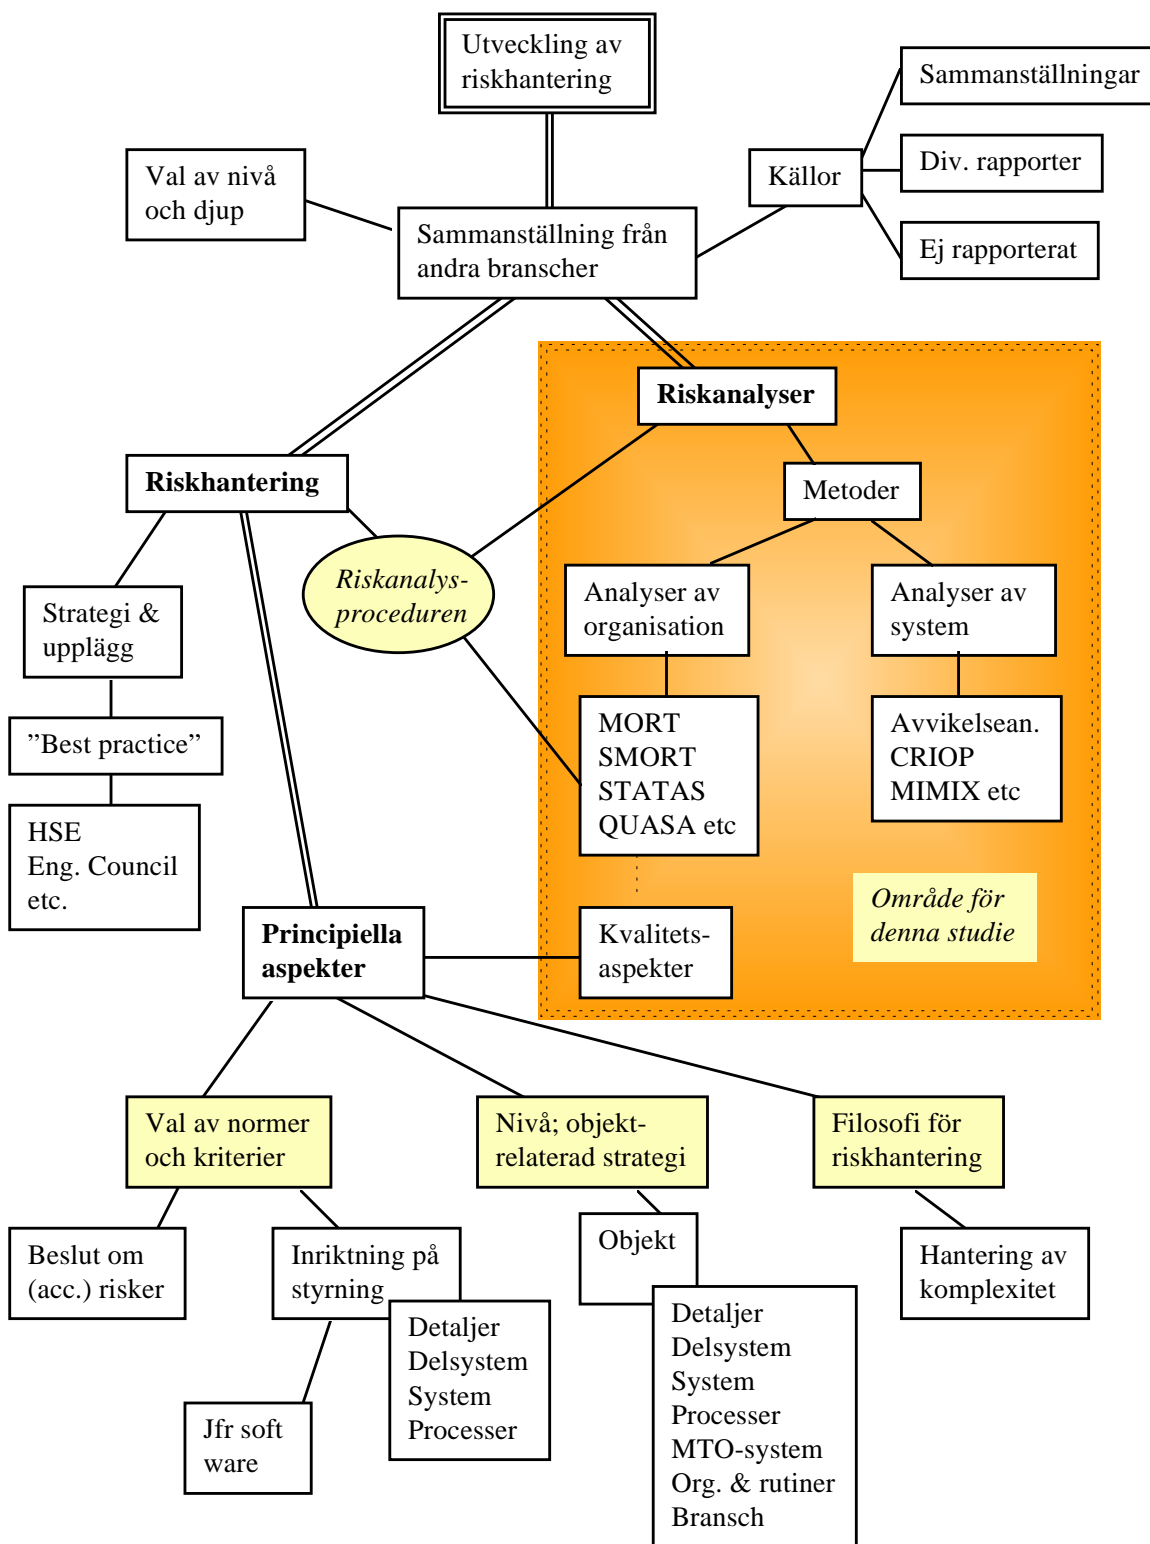 Utveckling av
riskhantering
Sammanställningar
Val av nivå
och djup
Källor
Div. rapporter
Sammanställning från
andra branscher
Ej rapporterat
Riskanalyser
Riskhantering
Metoder
Riskanalys-
proceduren
Strategi &
upplägg
Analyser av
organisation
Analyser av
system
"Best practice"
MORT
SMORT
STATAS
QUASA etc
Avvikelsean.
CRIOP
MIMIX etc
HSE
Eng. Council
etc.
Område för
denna studie
Principiella
aspekter
Kvalitets-
aspekter
Val av normer
och kriterier
Nivå; objekt-
relaterad strategi
Filosofi för
riskhantering
Beslut om
(acc.) risker
Inriktning på
styrning
Objekt
Hantering av
komplexitet
Detaljer
Delsystem
System
Processer
Detaljer
Delsystem
System
Processer
MTO-system
Org. & rutiner
Bransch
Jfr soft
ware